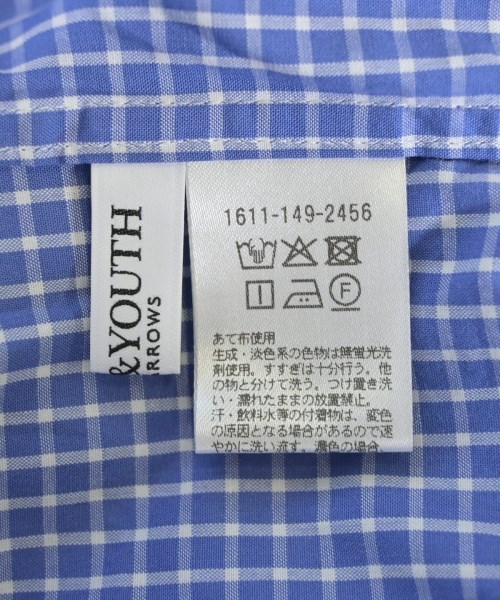 &YOUTH
ARROWS
1611-149-2456
F
あて布使用
生成・淡色系の色物は無蛍光洗
剤使用。すすぎは十分行う。他
の物と分けて洗う。つけ置き洗
い・濡れたままの放置禁止。
汗・飲料水等の付着物は、変色
の原因となる場合があるので速
やかに洗い流す。濃色の場合、